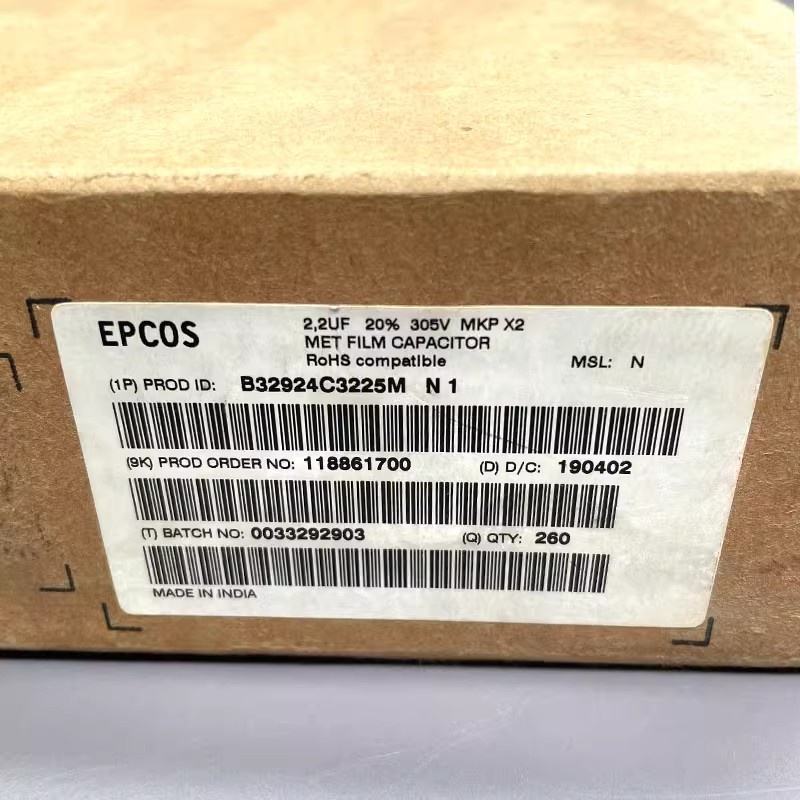 EPCOS
2,2UF 20% 305V MKP X2
MET FILM CAPACITOR
RoHS compatible
MSL: N
(1P) PROD ID: B32924C3225M N 1
(9K) PROD ORDER NO: 118861700 (D) D/C: 190402
(T) BATCH NO: 0033292903 (Q) QTY: 260
MADE IN INDIA